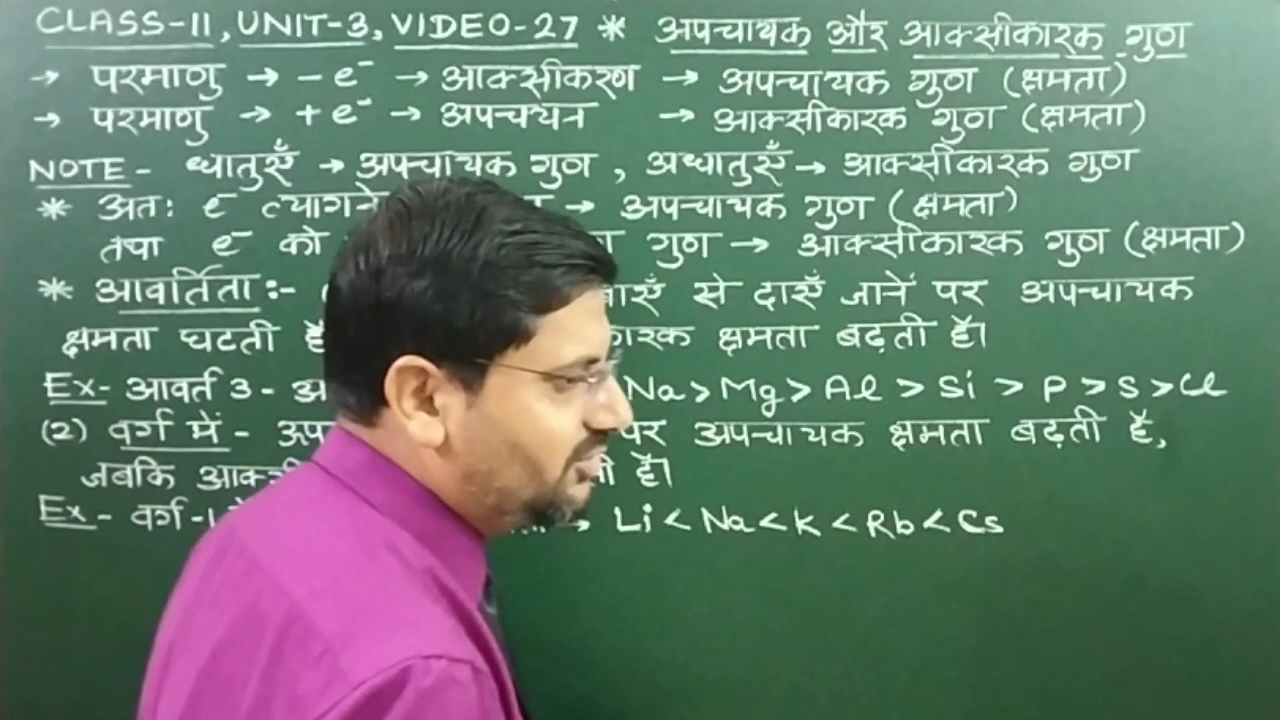 CLASS-11, UNIT-3, VIDEO-27 * अपचायक और आक्सीकारक गुण
→ परमाणु → -e⁻ → आक्सीकरण → अपचायक गुण (क्षमता)
→ परमाणु → +e⁻ → अपचयन → आक्सीकारक गुण (क्षमता)
NOTE- धातुएँ → अपचायक गुण, अधातुएँ → आक्सीकारक गुण
* अतः e⁻ → अपचायक गुण (क्षमता)
तथा e⁻ को गुण → आक्सीकारक गुण (क्षमता)
* आवर्तिता :- से दाएँ जाने पर अपचायक
क्षमता घटती क्षमता बढ़ती है।
Ex- आवर्त 3 - Na > Mg > Al > Si > P > S > Cl
(2) वर्ग में - पर अपचायक क्षमता बढ़ती है,
जबकि है।
Ex- वर्ग-1 → Li < Na < K < Rb < Cs